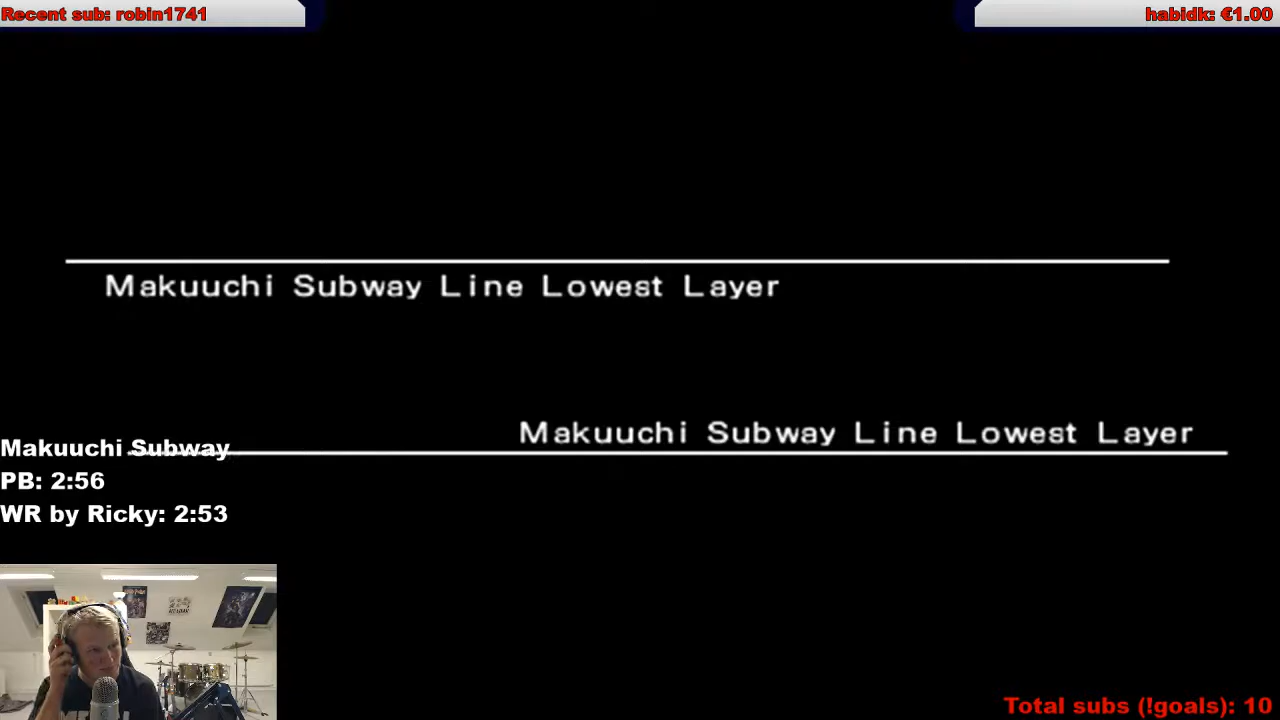 Recent sub: robin1741
habidk: €1.00
Makuuchi Subway Line Lowest Layer
Makuuchi Subway Line Lowest Layer
Makuuchi Subway
PB: 2:56
WR by Ricky: 2:53
Total subs (!goals): 10